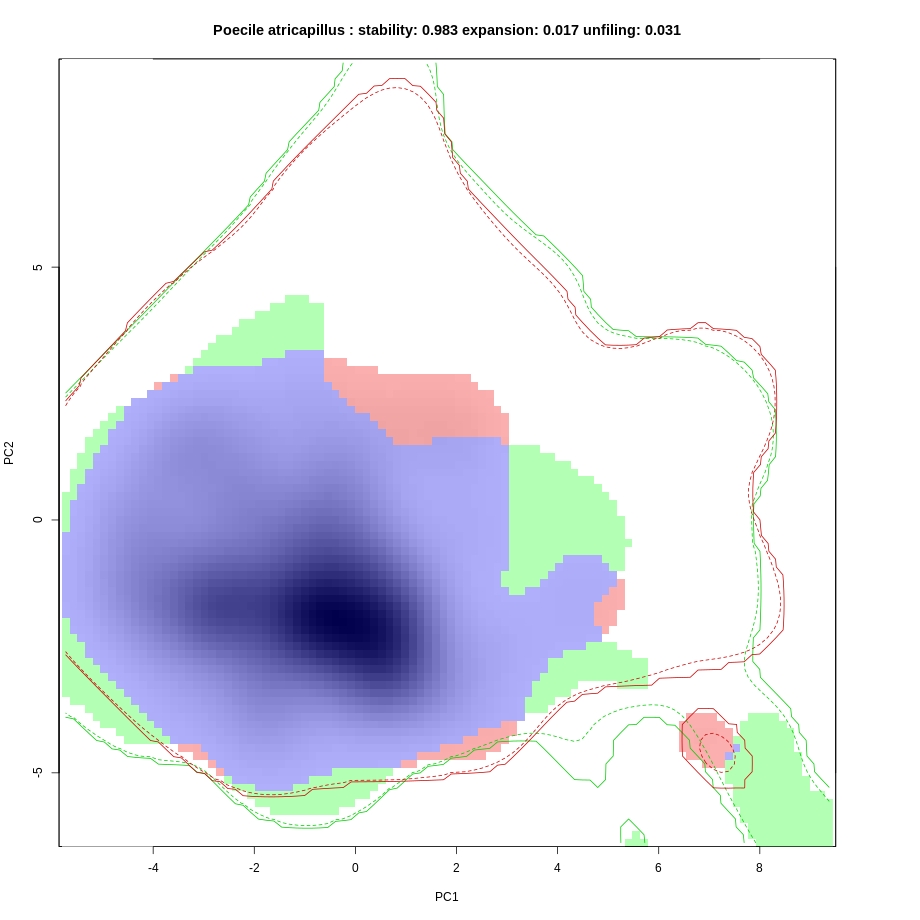 Poecile atricapillus : stability: 0.983 expansion: 0.017 unfiling: 0.031
5
0
-5
PC2
-4 -2 0 2 4 6 8
PC1